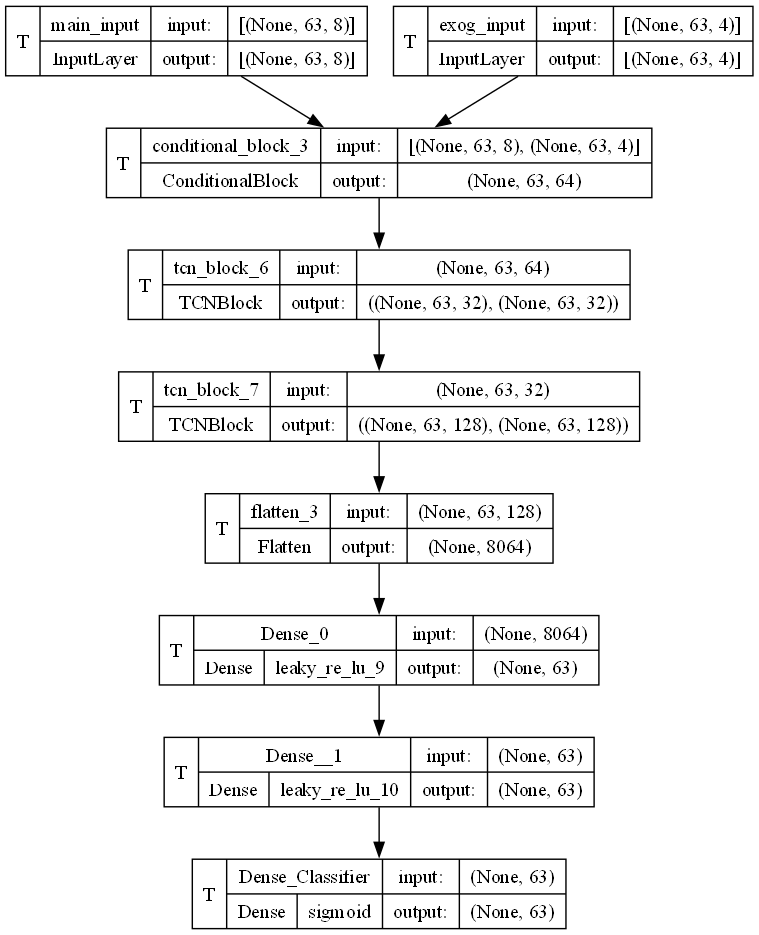 T main_input input: [(None, 63, 8)]
InputLayer output: [(None, 63, 8)]
T exog_input input: [(None, 63, 4)]
InputLayer output: [(None, 63, 4)]
T conditional_block_3 input: [(None, 63, 8), (None, 63, 4)]
ConditionalBlock output: (None, 63, 64)
T tcn_block_6 input: (None, 63, 64)
TCNBlock output: ((None, 63, 32), (None, 63, 32))
T tcn_block_7 input: (None, 63, 32)
TCNBlock output: ((None, 63, 128), (None, 63, 128))
T flatten_3 input: (None, 63, 128)
Flatten output: (None, 8064)
T Dense_0 input: (None, 8064)
Dense leaky_re_lu_9 output: (None, 63)
T Dense__1 input: (None, 63)
Dense leaky_re_lu_10 output: (None, 63)
T Dense_Classifier input: (None, 63)
Dense sigmoid output: (None, 63)